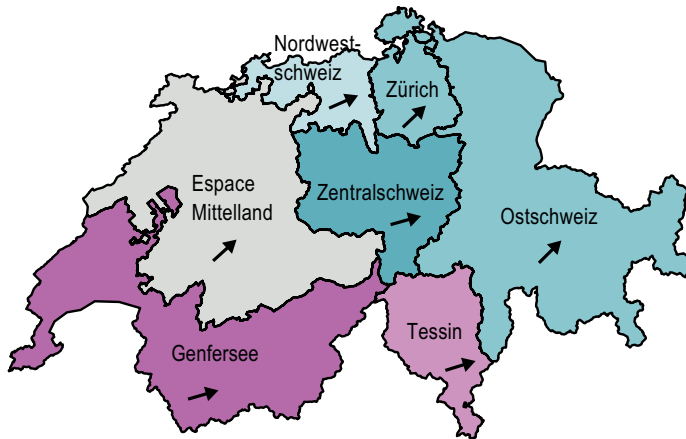 Nordwest-
schweiz
Zürich
Espace
Mittelland
Zentralschweiz
Ostschweiz
Genfersee
Tessin